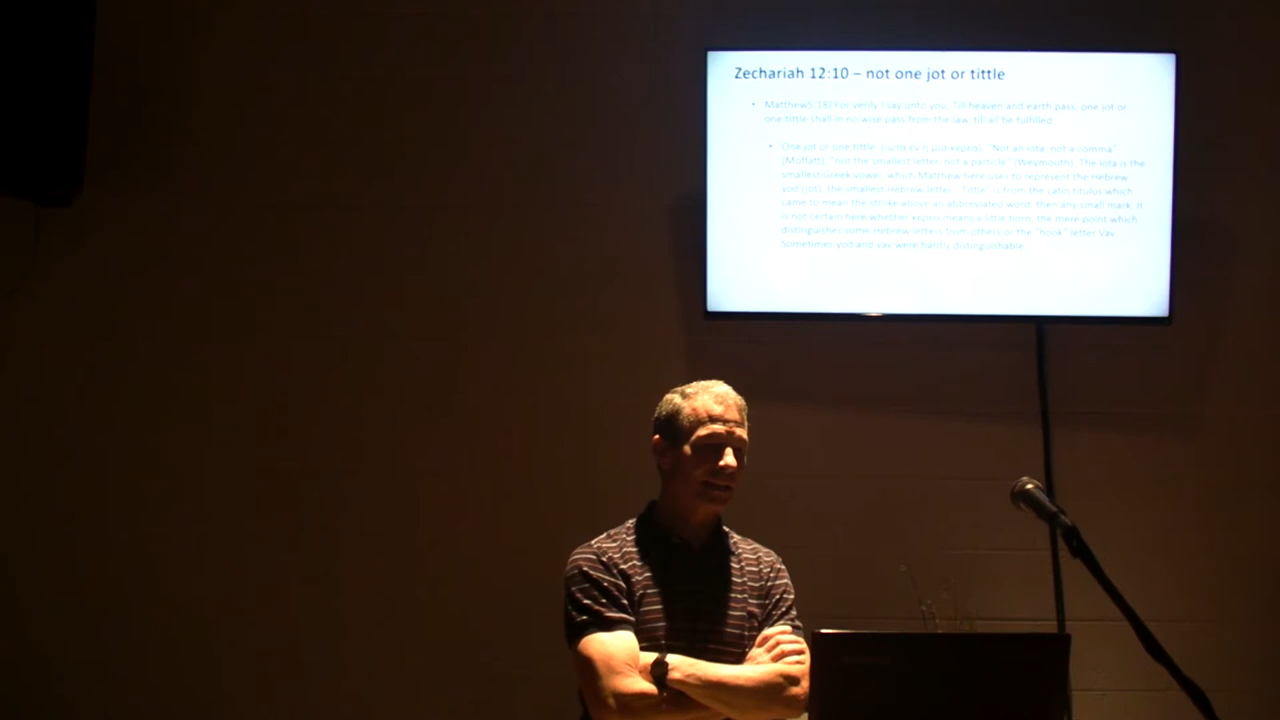 Zechariah 12:10 – not one jot or tittle
• Matthew5:18) For verily I say unto you, Till heaven and earth pass, one jot or
one tittle shall in no wise pass from the law, till all be fulfilled.
• One jot or one tittle (ιωτα εν η μια κερεα). "Not an iota, not a comma"
(Moffatt), "not the smallest letter, not a particle" (Weymouth). The iota is the
smallest Greek vowel, which Matthew here uses to represent the Hebrew
yod (jot), the smallest Hebrew letter. "Tittle" is from the Latin titulus which
came to mean the stroke above an abbreviated word, then any small mark. It
is not certain here whether κερεα means a little horn, the mere point which
distinguishes some Hebrew letters from others or the "hook" letter Vav.
Sometimes yod and vav were hardly distinguishable.